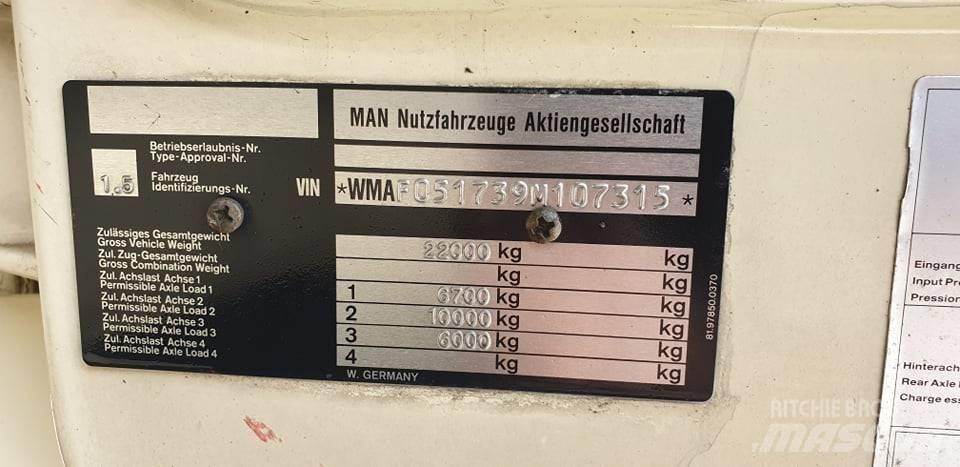 MAN Nutzfahrzeuge Aktiengesellschaft
Betriebserlaubnis-Nr.
Type-Approval-Nr.
1.5
Fahrzeug
Identifizierungs-Nr.
VIN
*WMAF051739M107315*
Zulässiges Gesamtgewicht
Gross Vehicle Weight
22000 kg kg
Zul. Zug-Gesamtgewicht
Gross Combination Weight
kg kg
Zul. Achslast Achse 1
Permissible Axle Load 1
1 6700 kg kg
Zul. Achslast Achse 2
Permissible Axle Load 2
2 10000 kg kg
Zul. Achslast Achse 3
Permissible Axle Load 3
3 6000 kg kg
Zul. Achslast Achse 4
Permissible Axle Load 4
4 kg kg
W. GERMANY
81.97850.0370
Eingang
Input Pre
Pression
Hinterach
Rear Axle
Charge ess
RITCHIE BROS
MASCUS